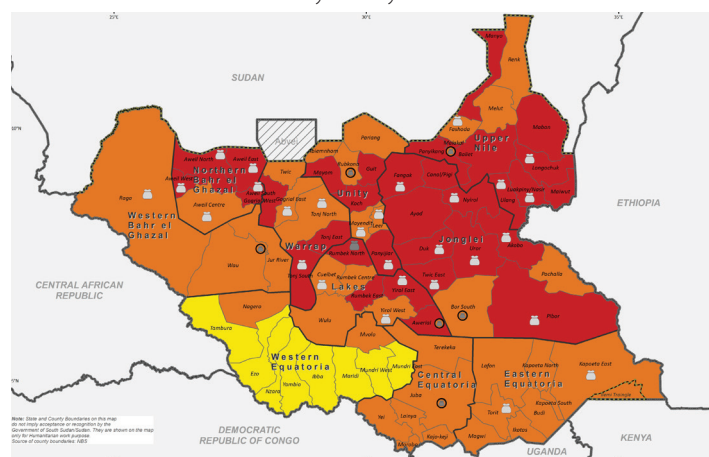 25°E
30°E
35°E
SUDAN
Manyo
Renk
10°N
Abyei
Pariang
Fashoda
Melut
Maban
Malakal
Upper
Nile
Panyikang
Baliet
Aweil North
Aweil East
Northern
Bahr el
Ghazal
Aweil West
Aweil South
Aweil Centre
Gogrial West
Twic
Abiemnhom
Rubkona
Mayom
Guit
Fangak
Canal/Pigi
Longochuk
Luakpiny/Nasir
Maiwut
Ulang
Raga
Western
Bahr el
Ghazal
Gogrial East
Unity
Koch
Tonj North
Mayendit
Leer
Nyirol
Ayod
ETHIOPIA
Warrap
Tonj East
Rumbek North
Panyijar
Jonglei
Duk
Uror
Akobo
Wau
Jur River
Tonj South
Cueibet
Rumbek Centre
Lakes
Rumbek East
Yirol East
Twic East
Pochalla
CENTRAL AFRICAN
REPUBLIC
Nagero
Wulu
Yirol West
Awerial
Bor South
Pibor
Tambura
Mvolo
Terekeka
Western
Equatoria
Ezo
Nzara
Yambio
Ibba
Maridi
Mundri West
Mundri East
Central
Equatoria
Juba
Lafon
Kapoeta North
Kapoeta East
Eastern
Equatoria
5°N
Yei
Lainya
Morobo
Kajo-keji
Torit
Magwi
Ikotos
Budi
Kapoeta South
Ilemi Triangle
DEMOCRATIC
REPUBLIC OF CONGO
UGANDA
KENYA
Note: State and County Boundaries on this map
do not imply acceptance or recognition by the
Government of South Sudan/Sudan. They are shown on the map
only for Humantarian work purpose.
Source of county boundaries: NBS